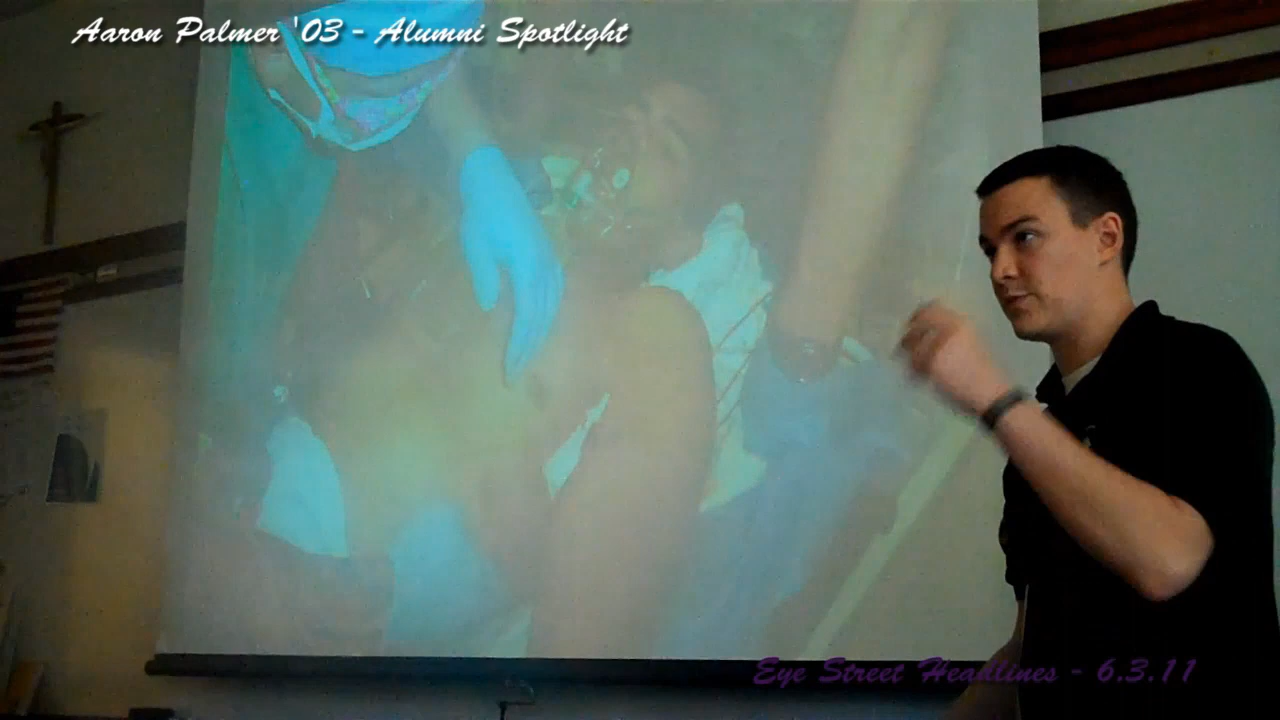 Aaron Palmer '03 - Alumni Spotlight
Eye Street Headlines - 6.3.11